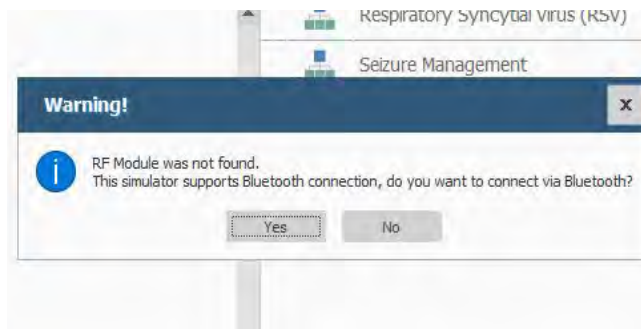 Respiratory Syncytial Virus (RSV)
Seizure Management
Warning!
x
RF Module was not found.
This simulator supports Bluetooth connection, do you want to connect via Bluetooth?
Yes
No